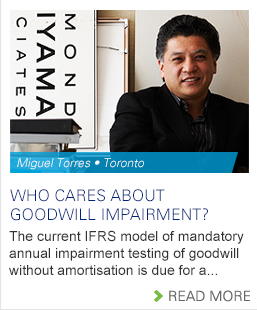 MOND
IYAMA
CIATES
Miguel Torres • Toronto
WHO CARES ABOUT
GOODWILL IMPAIRMENT?
The current IFRS model of mandatory
annual impairment testing of goodwill
without amortisation is due for a...
READ MORE